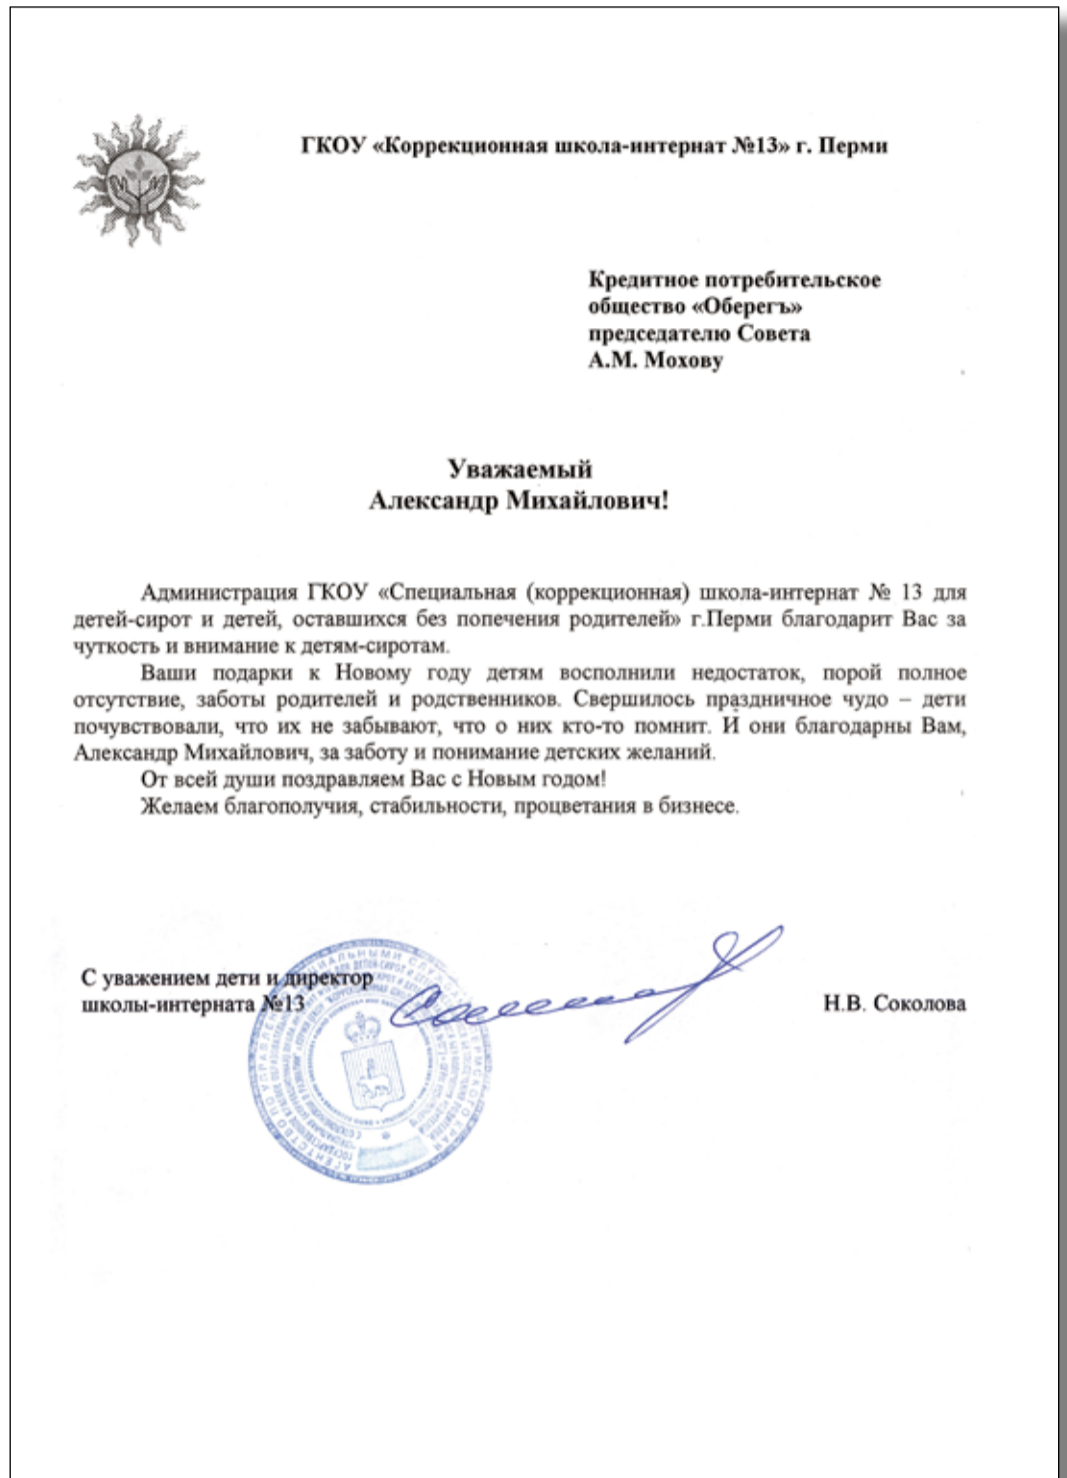 ГКОУ «Коррекционная школа-интернат №13» г. Перми
Кредитное потребительское
общество «Оберегъ»
председателю Совета
А.М. Мохову
Уважаемый
Александр Михайлович!
Администрация ГКОУ «Специальная (коррекционная) школа-интернат № 13 для
детей-сирот и детей, оставшихся без попечения родителей» г.Перми благодарит Вас за
чуткость и внимание к детям-сиротам.
Ваши подарки к Новому году детям восполнили недостаток, порой полное
отсутствие, заботы родителей и родственников. Свершилось праздничное чудо – дети
почувствовали, что их не забывают, что о них кто-то помнит. И они благодарны Вам,
Александр Михайлович, за заботу и понимание детских желаний.
От всей души поздравляем Вас с Новым годом!
Желаем благополучия, стабильности, процветания в бизнесе.
С уважением дети и директор
школы-интерната №13
Н.В. Соколова